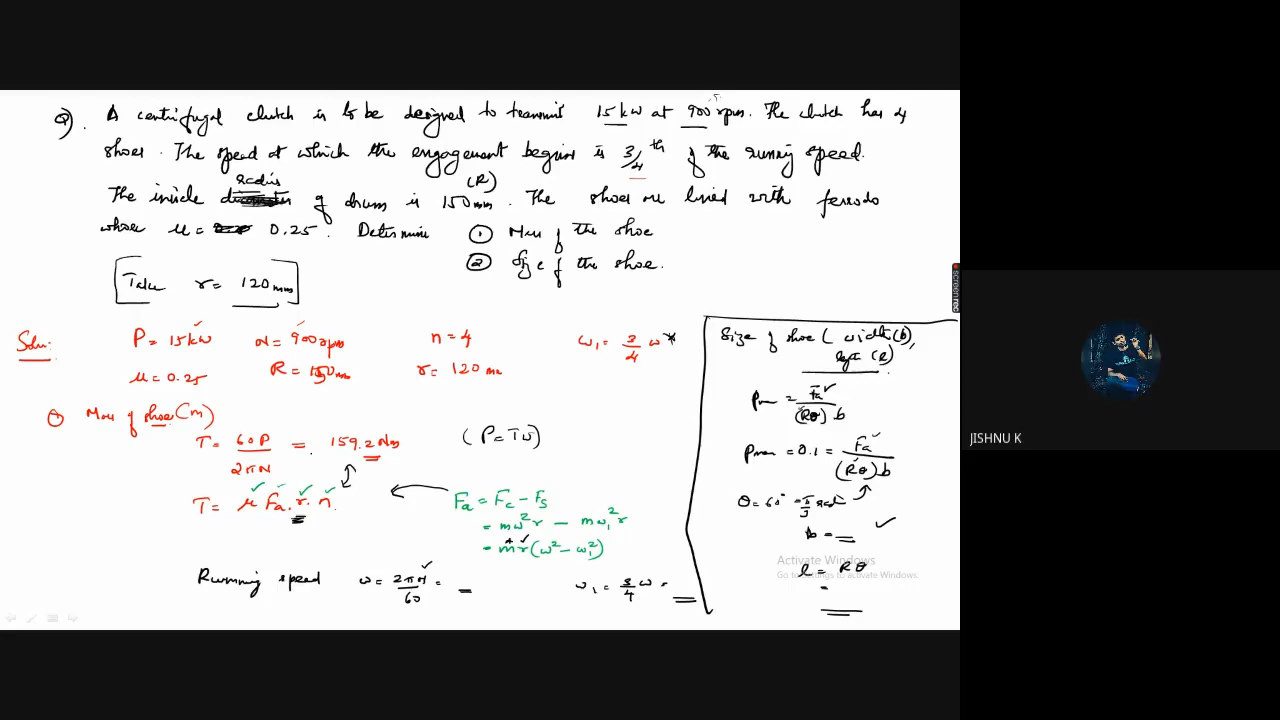 Q). A centrifugal clutch is to be designed to transmit 15 kW at 900 rpm. The clutch has 4
shoes. The speed at which the engagement begins is 3/4 th of the running speed.
The inside radius of drum is 150 mm (R). The shoes are lined with ferrodo
whose μ = 0.25. Determine ① Mass of the shoe
② Size of the shoe.
[Take r = 120 mm]
Soln: P = 15 kW N = 900 rpm n = 4 ω₁ = 3/4 ω
μ = 0.25 R = 150 mm r = 120 mm
① Mass of shoe (m)
T = 60P / 2πN = 159.2 Nm (P = Tω)
T = μ Fa. r. n.
Fa = Fc - Fs
= mω²r - mω₁²r
= mr(ω² - ω₁²)
Running speed ω = 2πN / 60 = ω₁ = 3/4 ω =
Size of shoe ( width(b),
(l)
= Fa / (Rθ) b
= 0.1 = Fa / (Rθ) b
θ = 60° = π/3 rad
b =
l = Rθ
=
Activate Windows
Go to Settings to activate Windows.
JISHNU K
screenrec